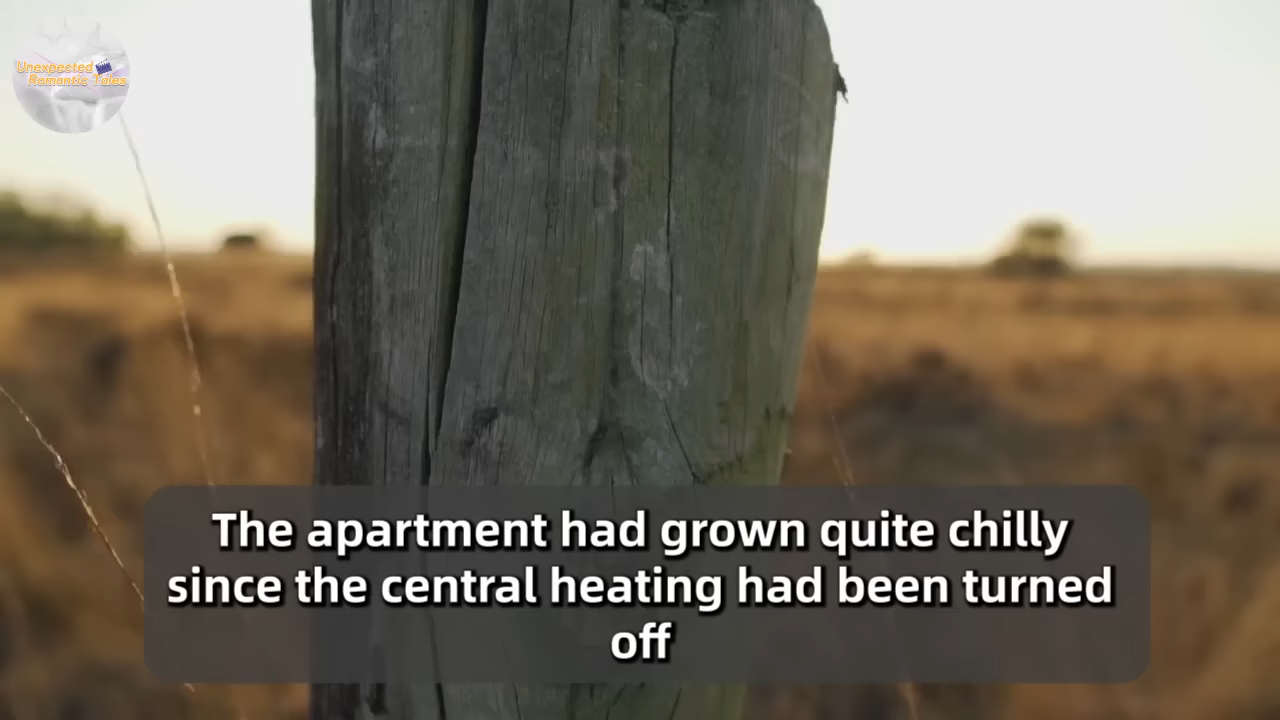 Unexpected
Romantic Tales
The apartment had grown quite chilly
since the central heating had been turned
off